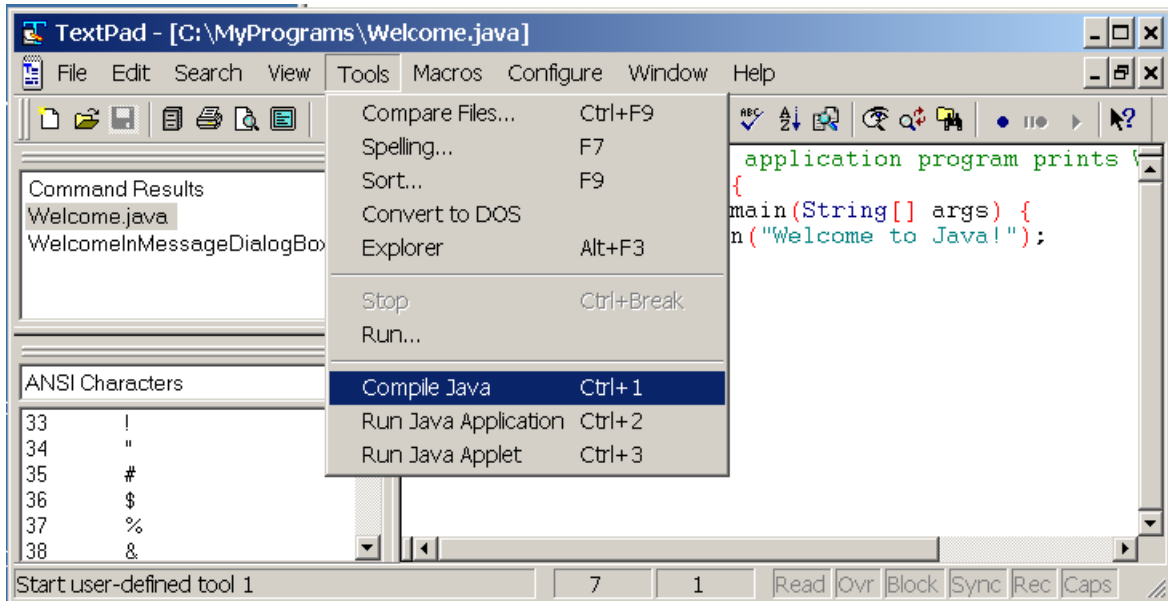 TextPad - [C:\MyPrograms\Welcome.java]
File Edit Search View Tools Macros Configure Window Help
Compare Files... Ctrl+F9
Spelling... F7
Sort... F9
Convert to DOS
Explorer Alt+F3
Stop Ctrl+Break
Run...
Compile Java Ctrl+1
Run Java Application Ctrl+2
Run Java Applet Ctrl+3
Command Results
Welcome.java
WelcomeInMessageDialogBox
ANSI Characters
33 !
34 "
35 #
36 $
37 %
38 &
application program prints
{
main(String[] args) {
n("Welcome to Java!");
Start user-defined tool 1 7 1 Read Ovr Block Sync Rec Caps